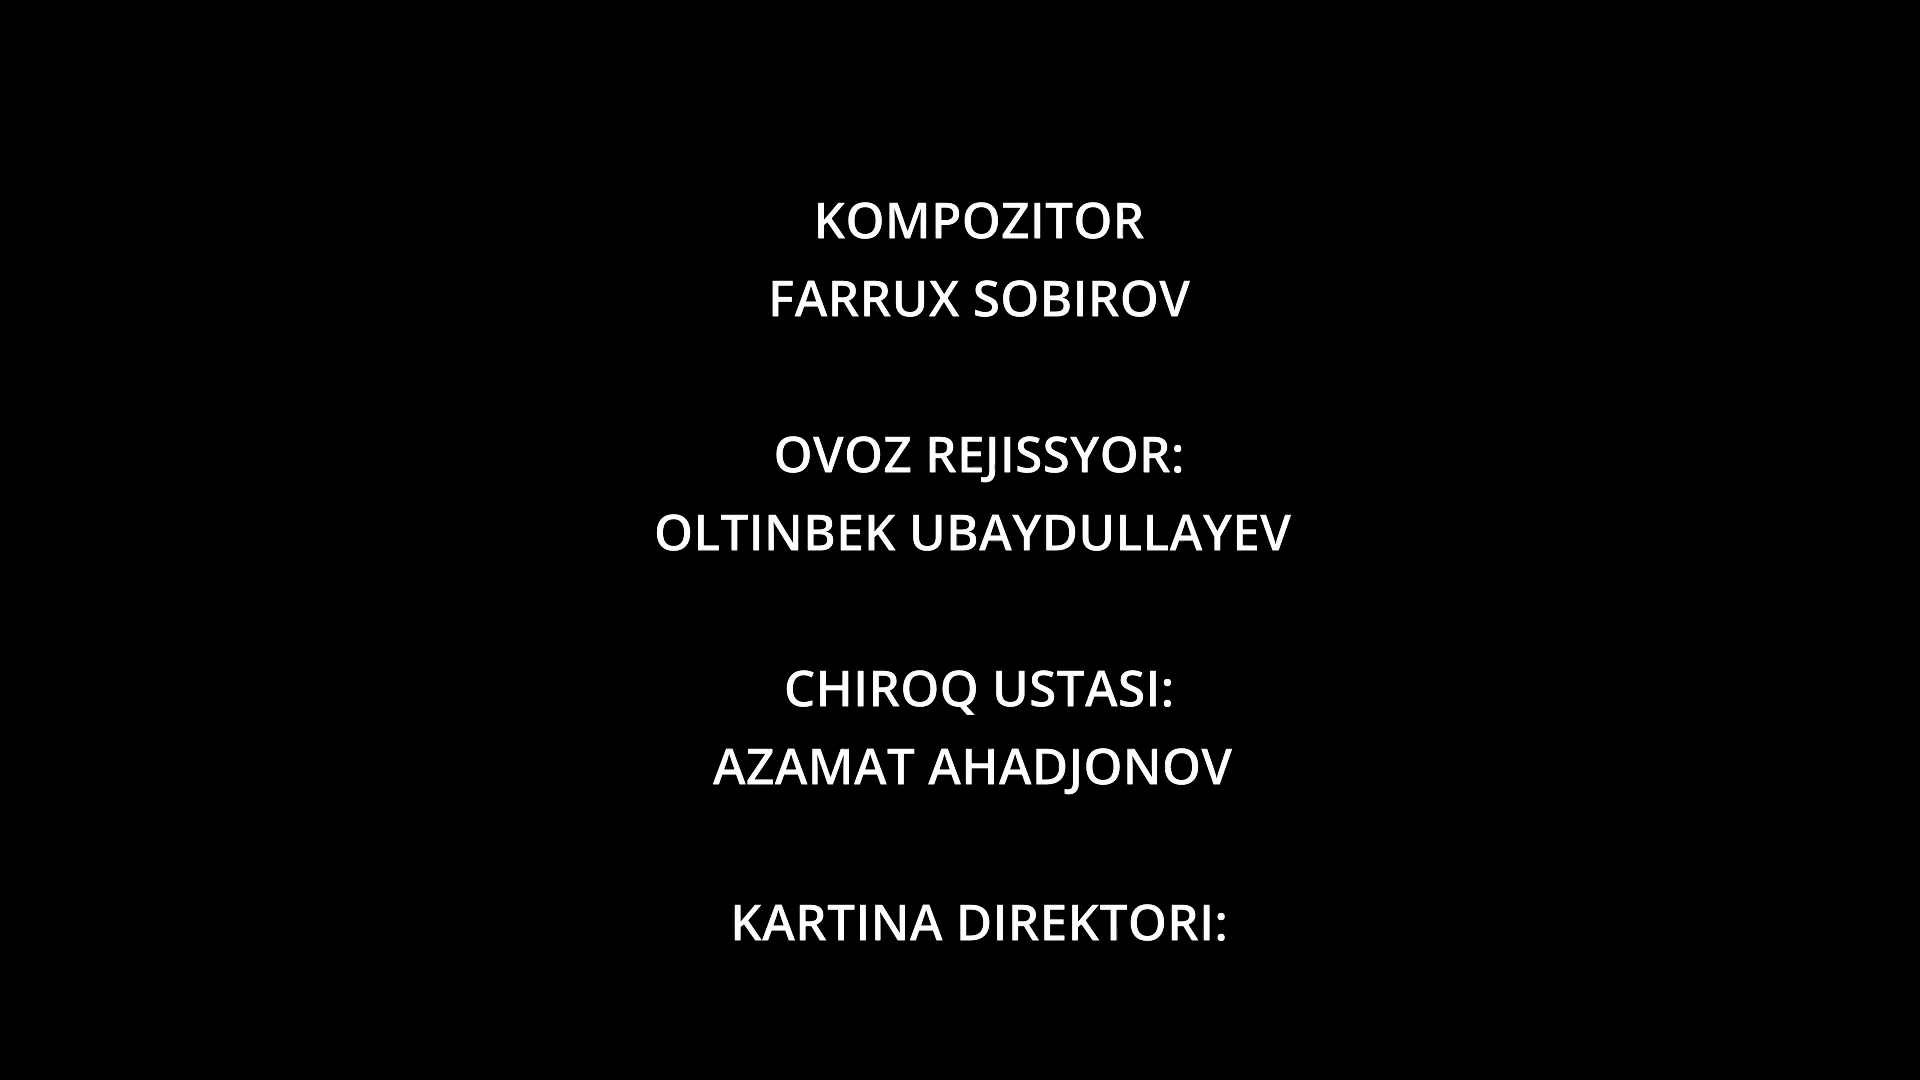 KOMPOZITOR
FARRUX SOBIROV
OVOZ REJISSYOR:
OLTINBEK UBAYDULLAYEV
CHIROQ USTASI:
AZAMAT AHADJONOV
KARTINA DIREKTORI: